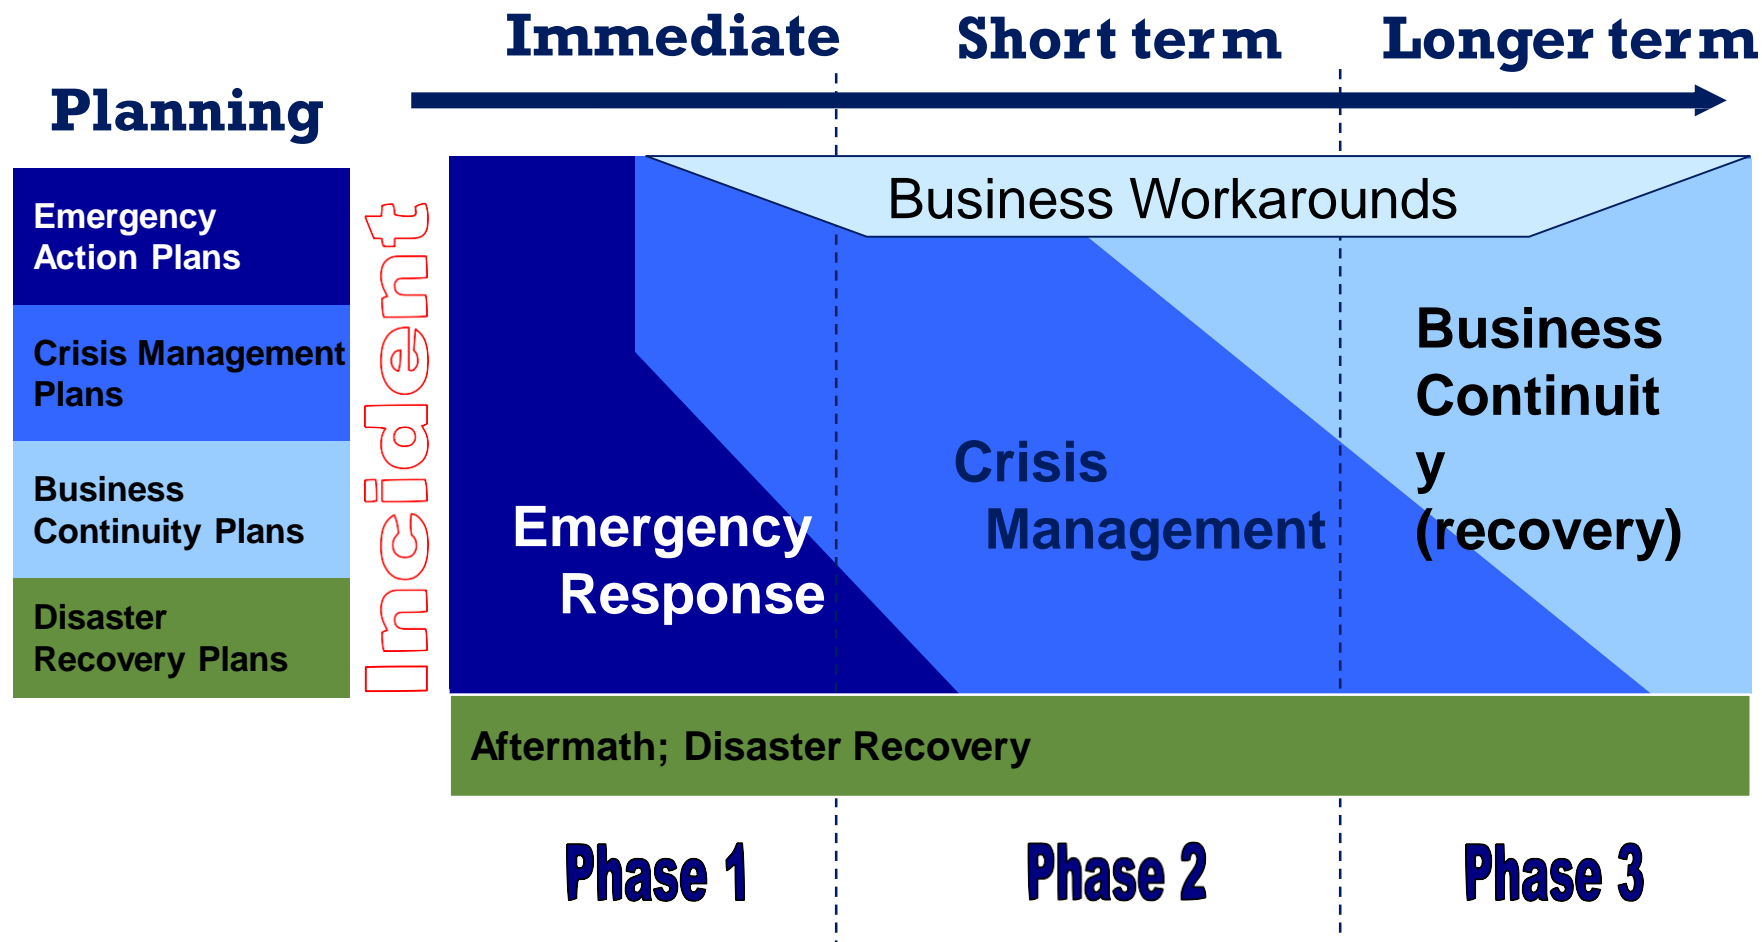 Immediate
Short term
Longer term
Planning
Emergency
Action Plans
Crisis Management
Plans
Business
Continuity Plans
Disaster
Recovery Plans
Incident
Business Workarounds
Emergency
Response
Crisis
Management
Business
Continuit
y
(recovery)
Aftermath; Disaster Recovery
Phase 1
Phase 2
Phase 3